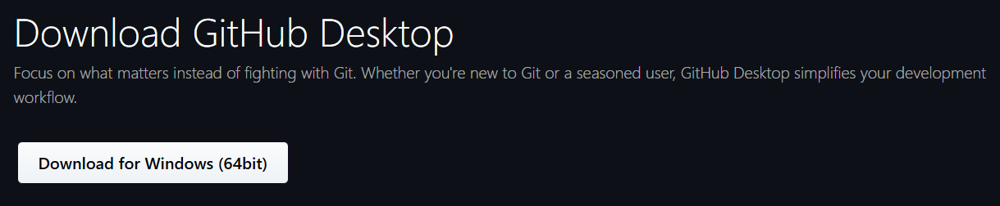 Download GitHub Desktop
Focus on what matters instead of fighting with Git. Whether you're new to Git or a seasoned user, GitHub Desktop simplifies your development
workflow.
Download for Windows (64bit)